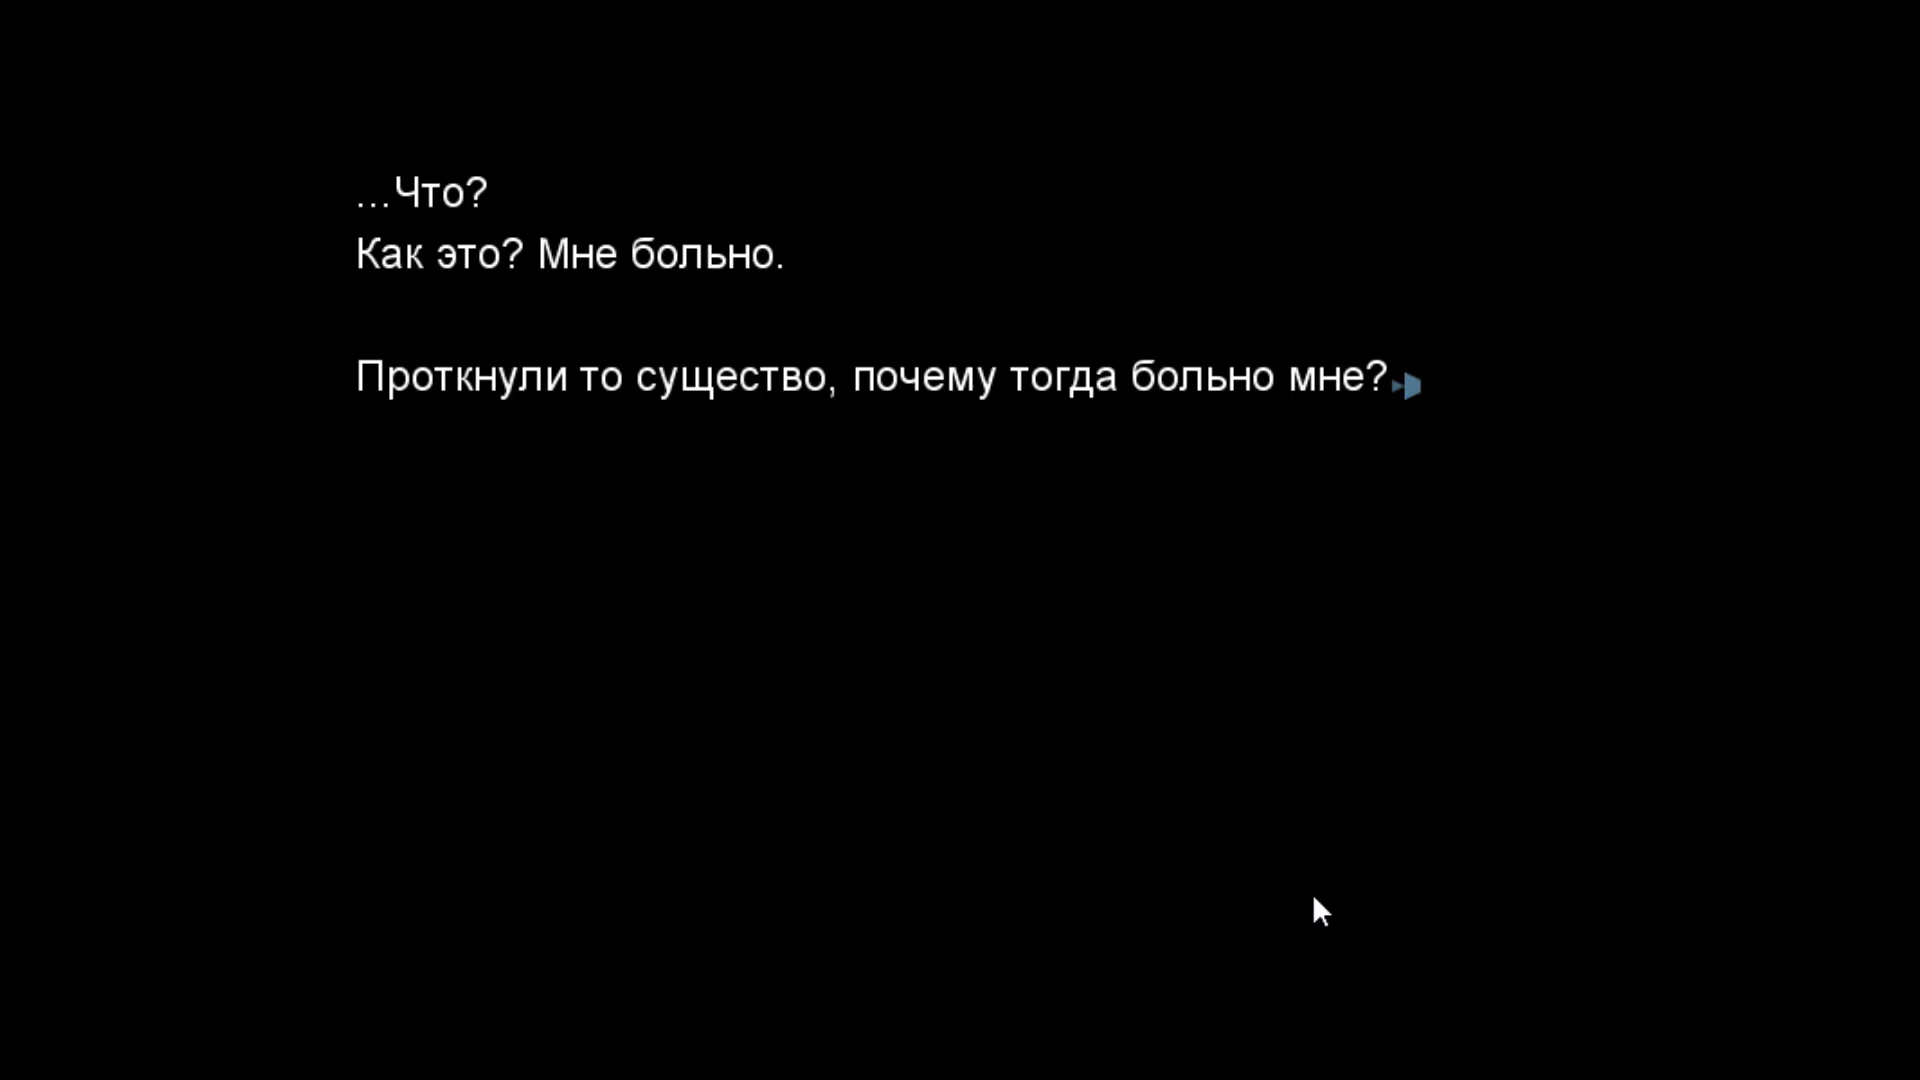 ...Что?
Как это? Мне больно.
Проткнули то существо, почему тогда больно мне?